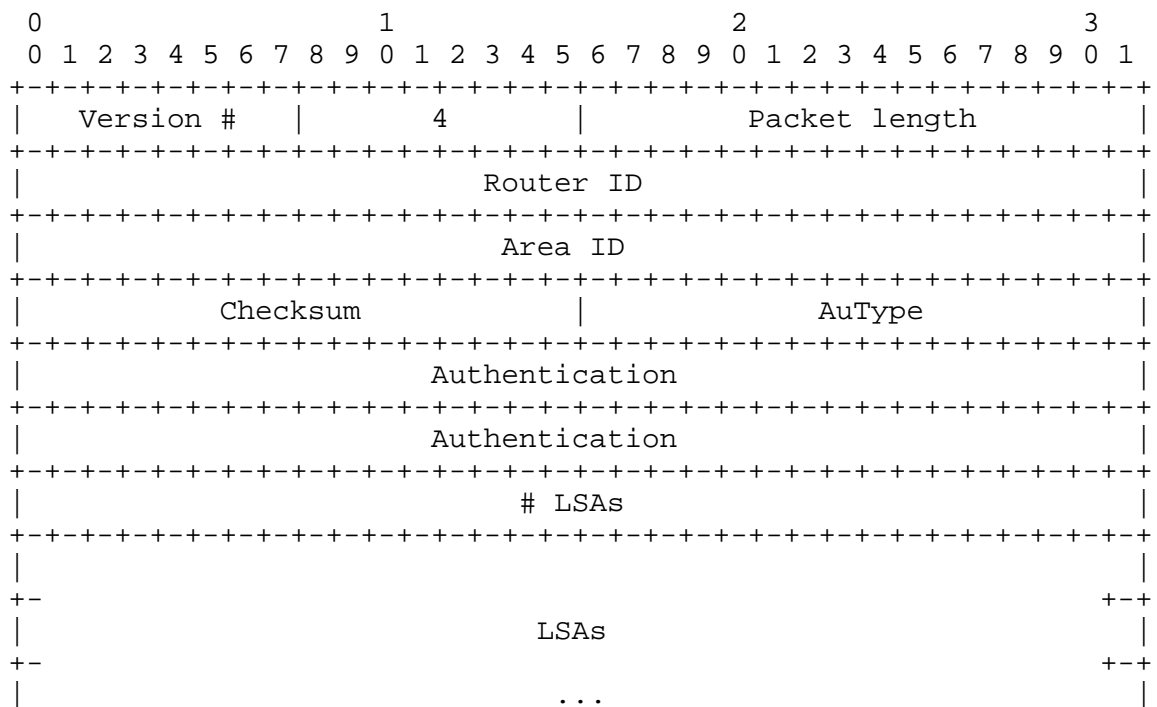 0                   1                   2                   3
0 1 2 3 4 5 6 7 8 9 0 1 2 3 4 5 6 7 8 9 0 1 2 3 4 5 6 7 8 9 0 1
+-+-+-+-+-+-+-+-+-+-+-+-+-+-+-+-+-+-+-+-+-+-+-+-+-+-+-+-+-+-+-+-+
|   Version #   |       4       |         Packet length         |
+-+-+-+-+-+-+-+-+-+-+-+-+-+-+-+-+-+-+-+-+-+-+-+-+-+-+-+-+-+-+-+-+
|                          Router ID                            |
+-+-+-+-+-+-+-+-+-+-+-+-+-+-+-+-+-+-+-+-+-+-+-+-+-+-+-+-+-+-+-+-+
|                           Area ID                             |
+-+-+-+-+-+-+-+-+-+-+-+-+-+-+-+-+-+-+-+-+-+-+-+-+-+-+-+-+-+-+-+-+
|           Checksum            |             AuType            |
+-+-+-+-+-+-+-+-+-+-+-+-+-+-+-+-+-+-+-+-+-+-+-+-+-+-+-+-+-+-+-+-+
|                       Authentication                          |
+-+-+-+-+-+-+-+-+-+-+-+-+-+-+-+-+-+-+-+-+-+-+-+-+-+-+-+-+-+-+-+-+
|                       Authentication                          |
+-+-+-+-+-+-+-+-+-+-+-+-+-+-+-+-+-+-+-+-+-+-+-+-+-+-+-+-+-+-+-+-+
|                            # LSAs                             |
+-+-+-+-+-+-+-+-+-+-+-+-+-+-+-+-+-+-+-+-+-+-+-+-+-+-+-+-+-+-+-+-+
|                                                               |
+-                                                            +-+
|                             LSAs                              |
+-                                                            +-+
|                              ...                              |